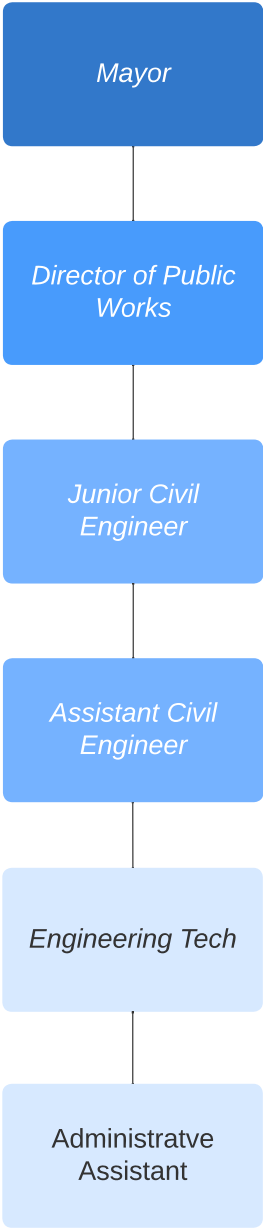 Mayor
Director of Public
Works
Junior Civil
Engineer
Assistant Civil
Engineer
Engineering Tech
Administratve
Assistant